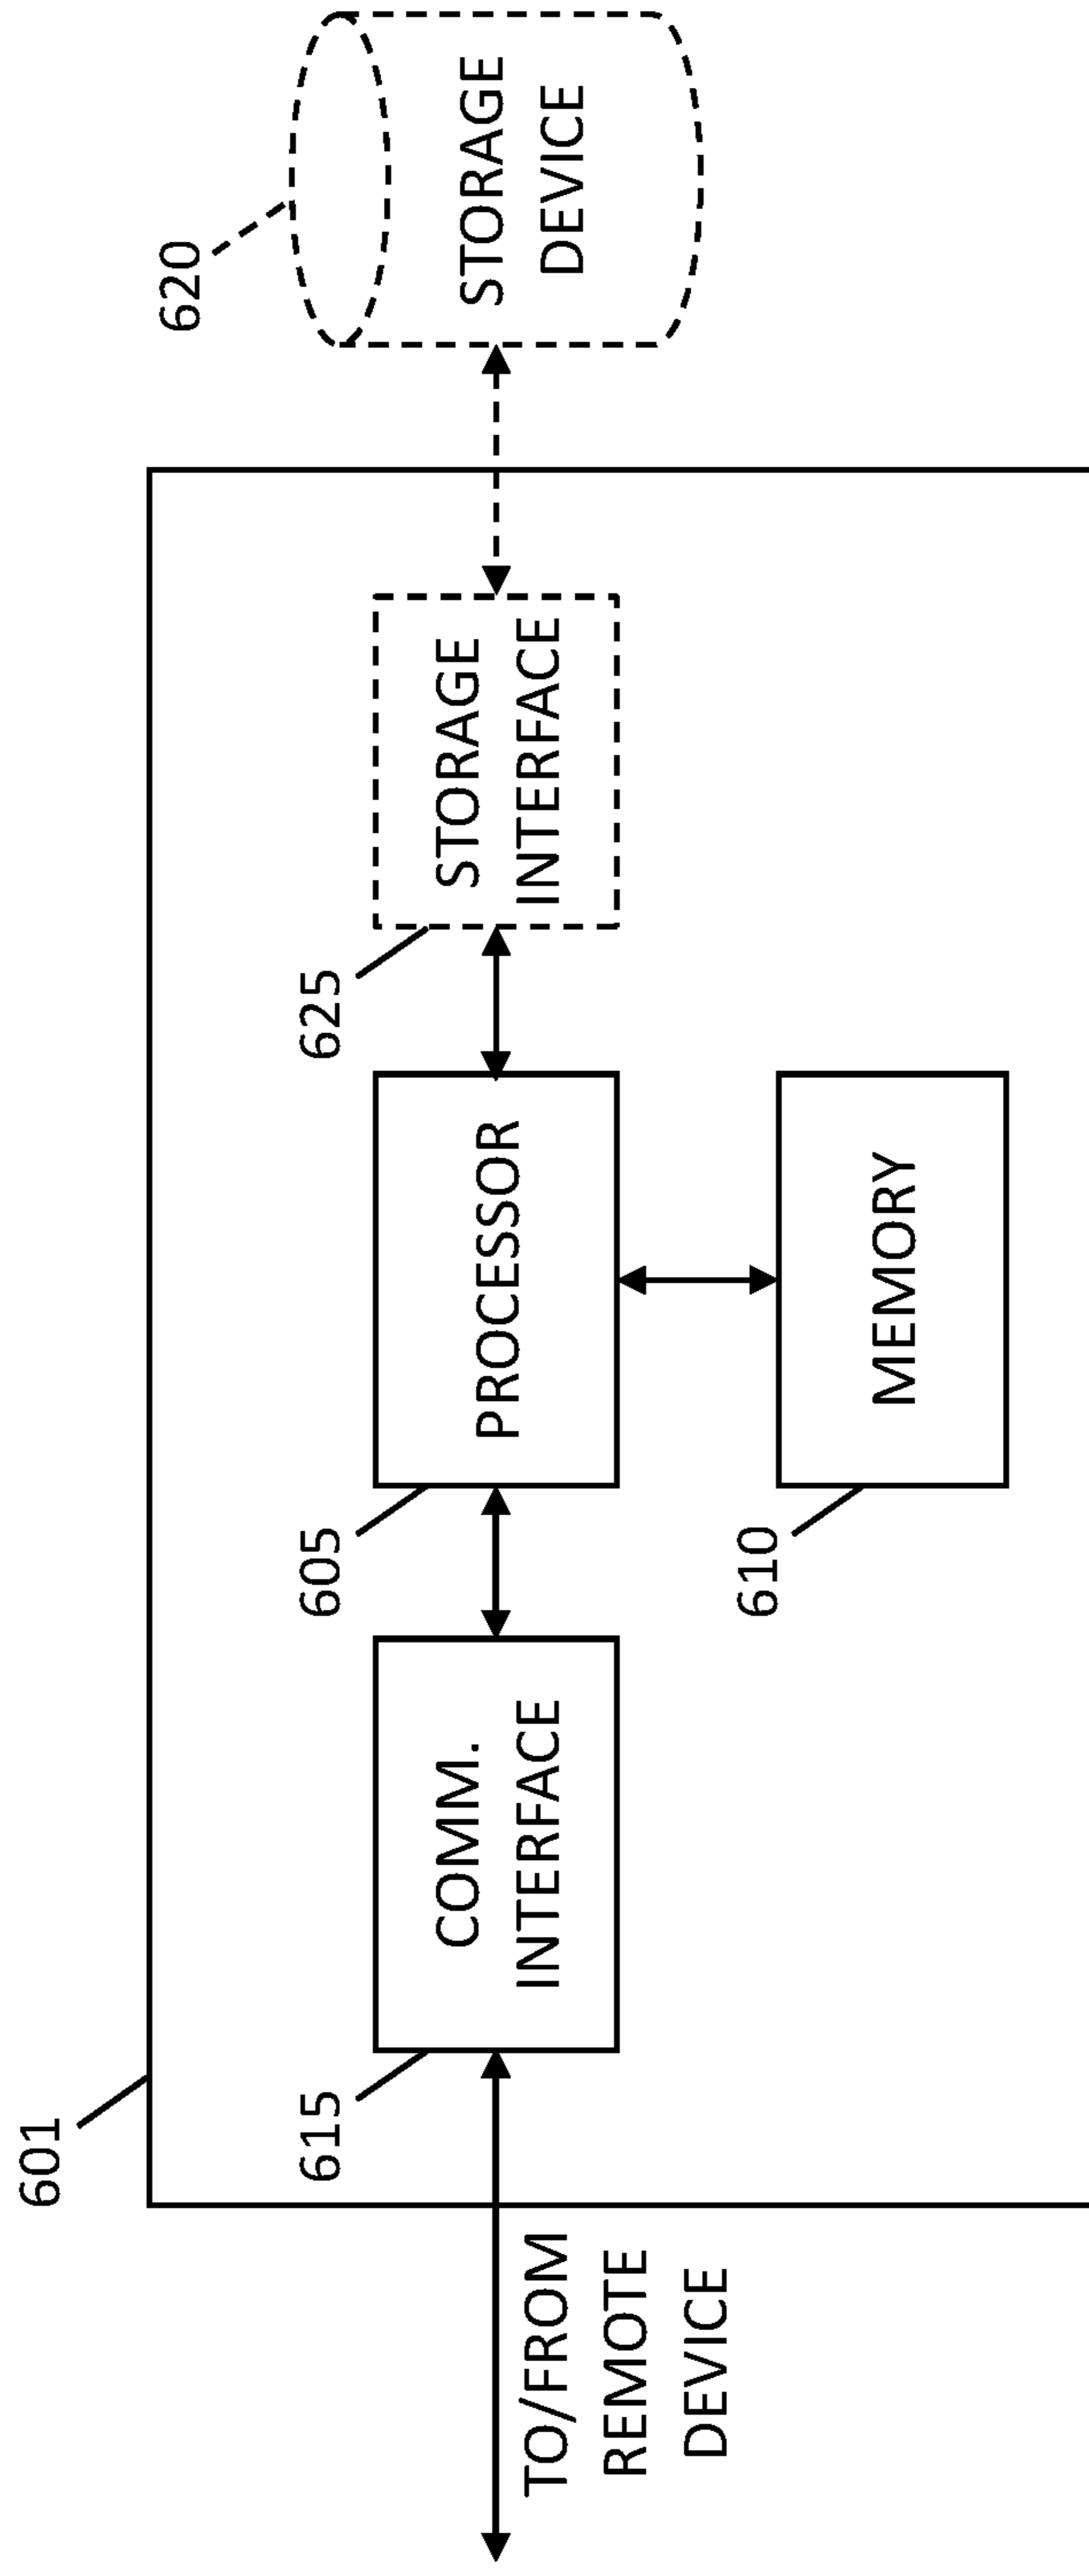 601
615
COMM.
INTERFACE
605
PROCESSOR
625
STORAGE
INTERFACE
620
STORAGE
DEVICE
610
MEMORY
TO/FROM
REMOTE
DEVICE